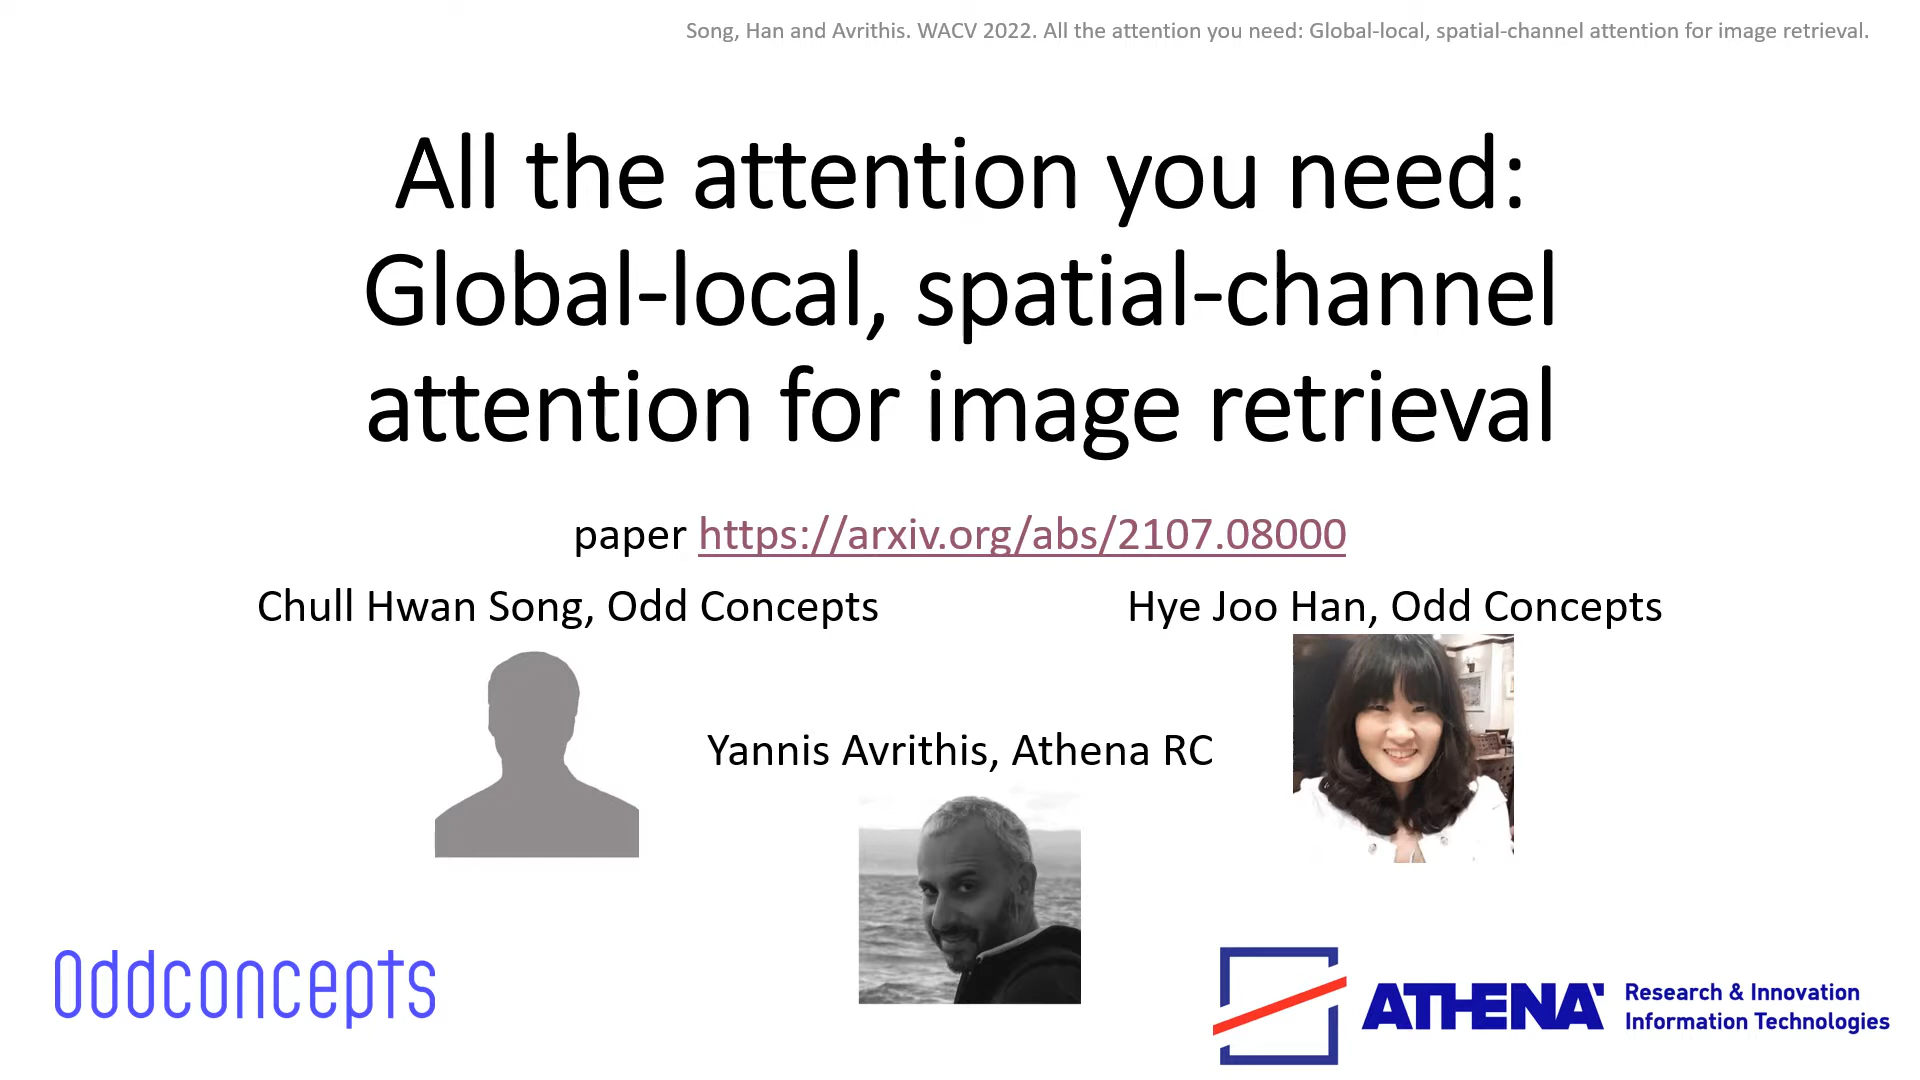 Song, Han and Avrithis. WACV 2022. All the attention you need: Global-local, spatial-channel attention for image retrieval.
All the attention you need:
Global-local, spatial-channel
attention for image retrieval
paper https://arxiv.org/abs/2107.08000
Chull Hwan Song, Odd Concepts
Hye Joo Han, Odd Concepts
Yannis Avrithis, Athena RC
Oddconcepts
ATHENA
Research & Innovation
Information Technologies